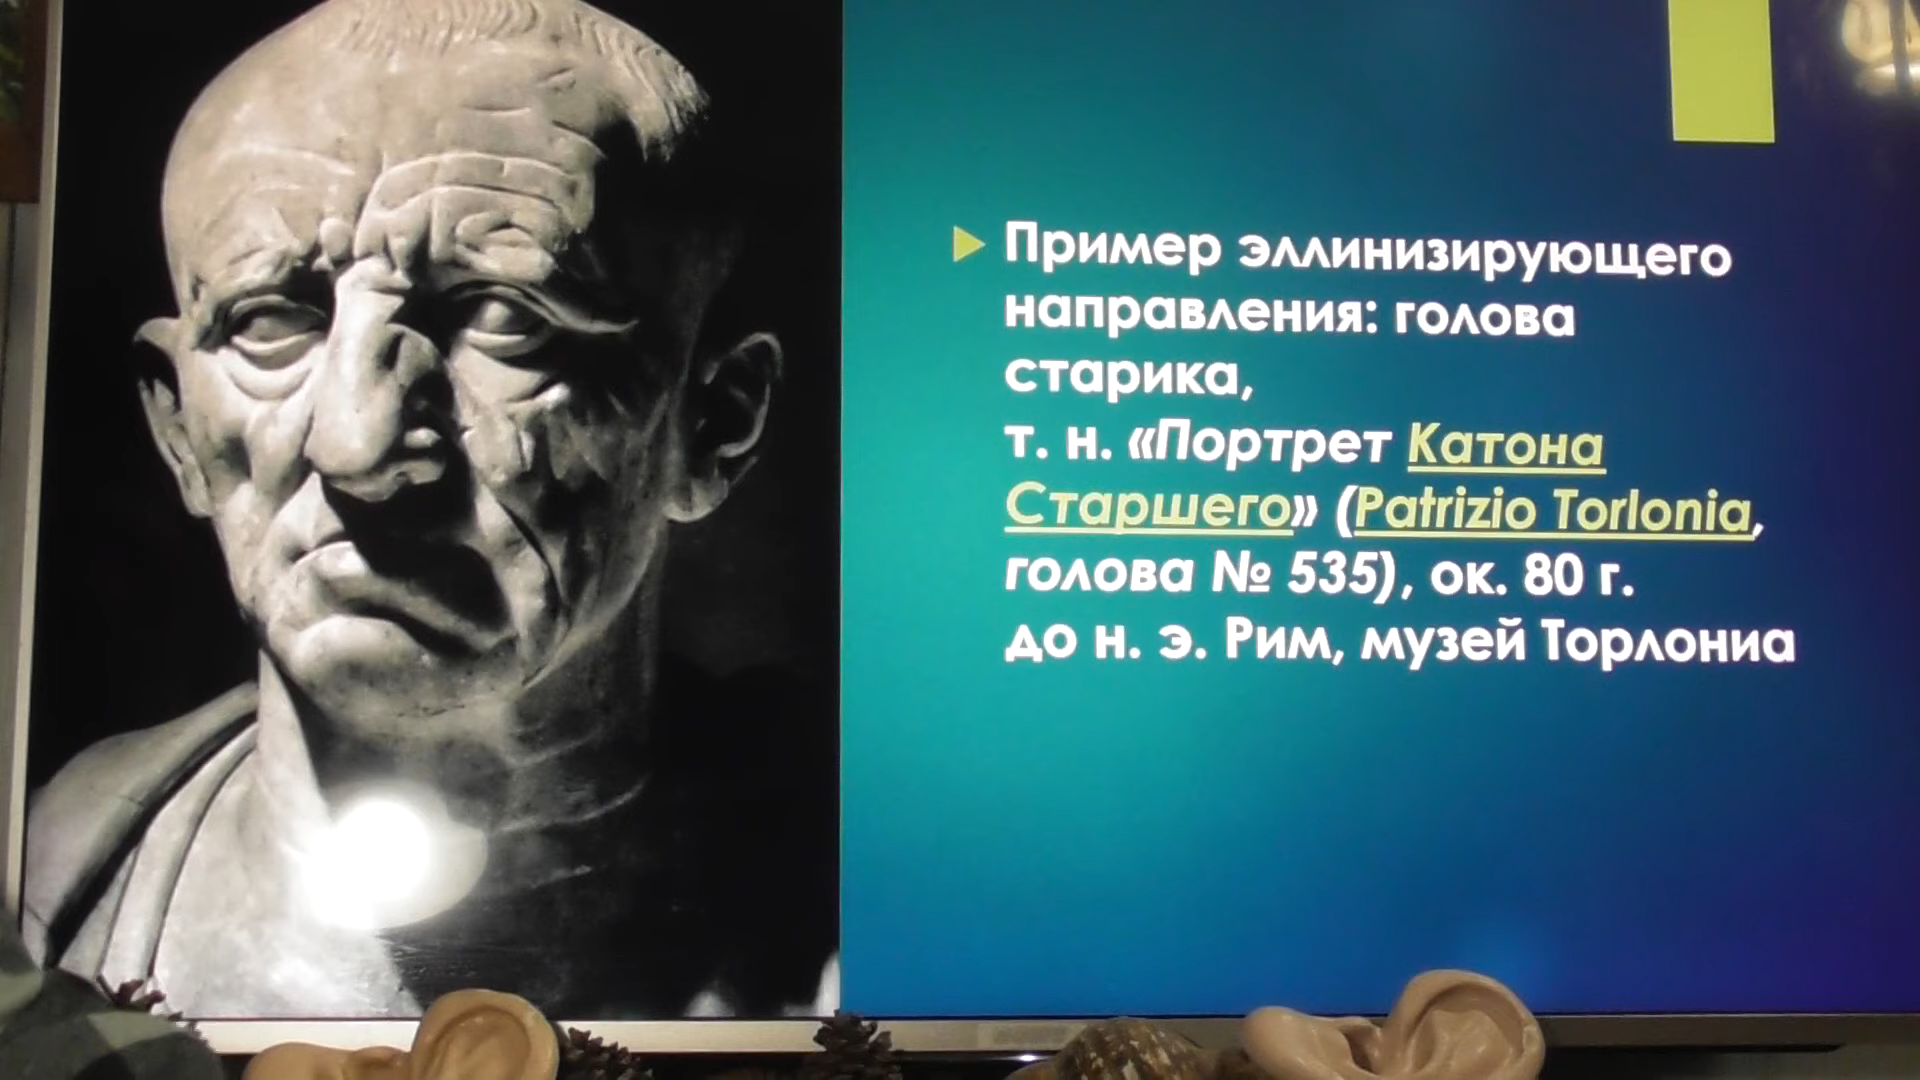 Пример эллинизирующего
направления: голова
старика,
т. н. «Портрет Катона
Старшего» (Patrizio Torlonia,
голова № 535), ок. 80 г.
до н. э. Рим, музей Торлониа